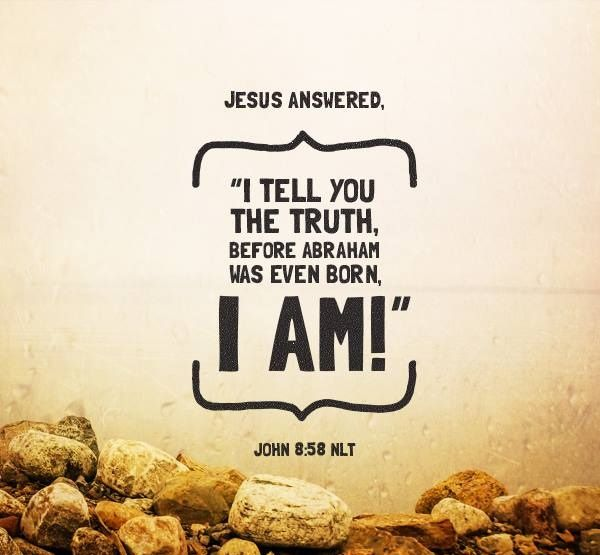 JESUS ANSWERED,
"I TELL YOU
THE TRUTH,
BEFORE ABRAHAM
WAS EVEN BORN,
I AM!"
JOHN 8:58 NLT